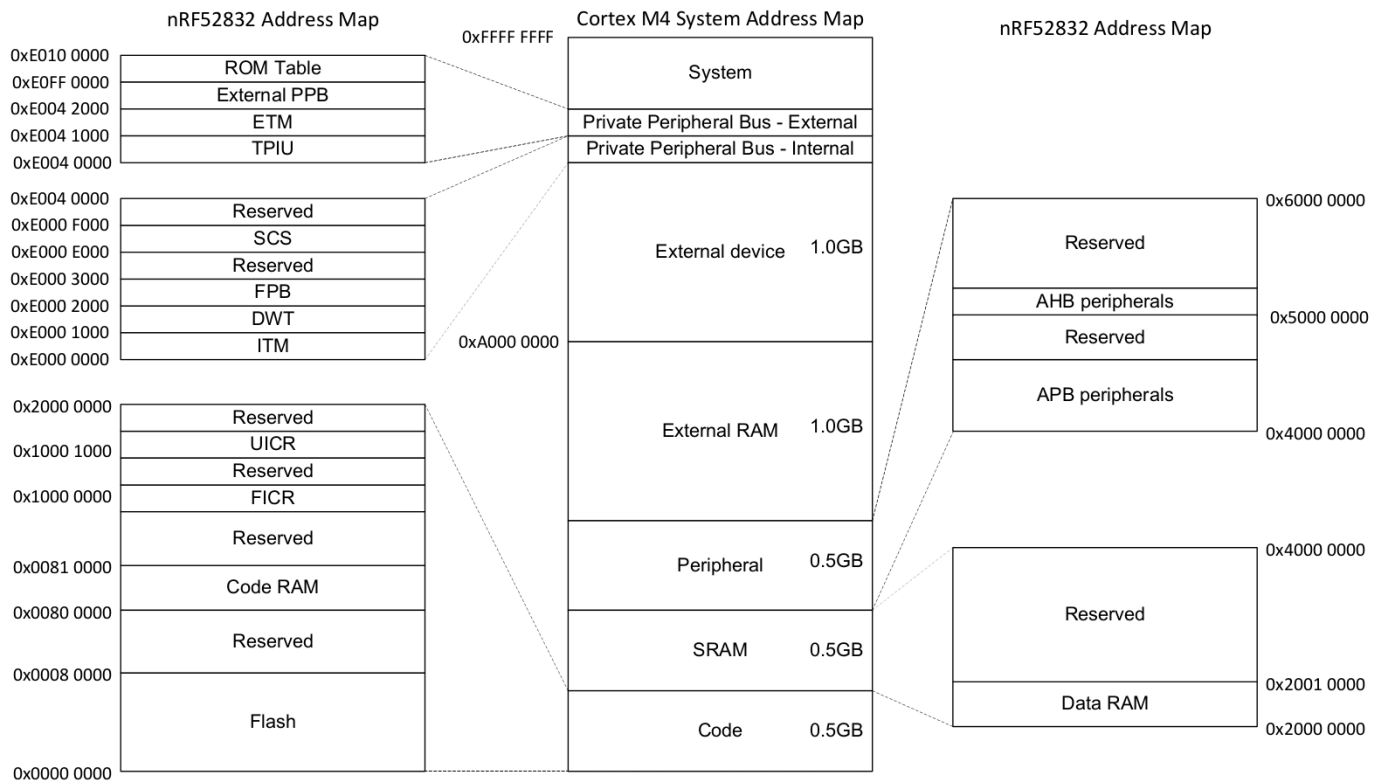 nRF52832 Address Map
0xE010 0000
ROM Table
0xE0FF 0000
External PPB
0xE004 2000
ETM
0xE004 1000
TPIU
0xE004 0000
0xE004 0000
Reserved
0xE000 F000
SCS
0xE000 E000
Reserved
0xE000 3000
FPB
0xE000 2000
DWT
0xE000 1000
ITM
0xE000 0000
0x2000 0000
Reserved
UICR
0x1000 1000
Reserved
0x1000 0000
FICR
Reserved
0x0081 0000
Code RAM
0x0080 0000
Reserved
0x0008 0000
Flash
0x0000 0000
Cortex M4 System Address Map
0xFFFF FFFF
System
Private Peripheral Bus - External
Private Peripheral Bus - Internal
External device 1.0GB
0xA000 0000
External RAM 1.0GB
Peripheral 0.5GB
SRAM 0.5GB
Code 0.5GB
nRF52832 Address Map
0x6000 0000
Reserved
AHB peripherals
0x5000 0000
Reserved
APB peripherals
0x4000 0000
0x4000 0000
Reserved
0x2001 0000
Data RAM
0x2000 0000